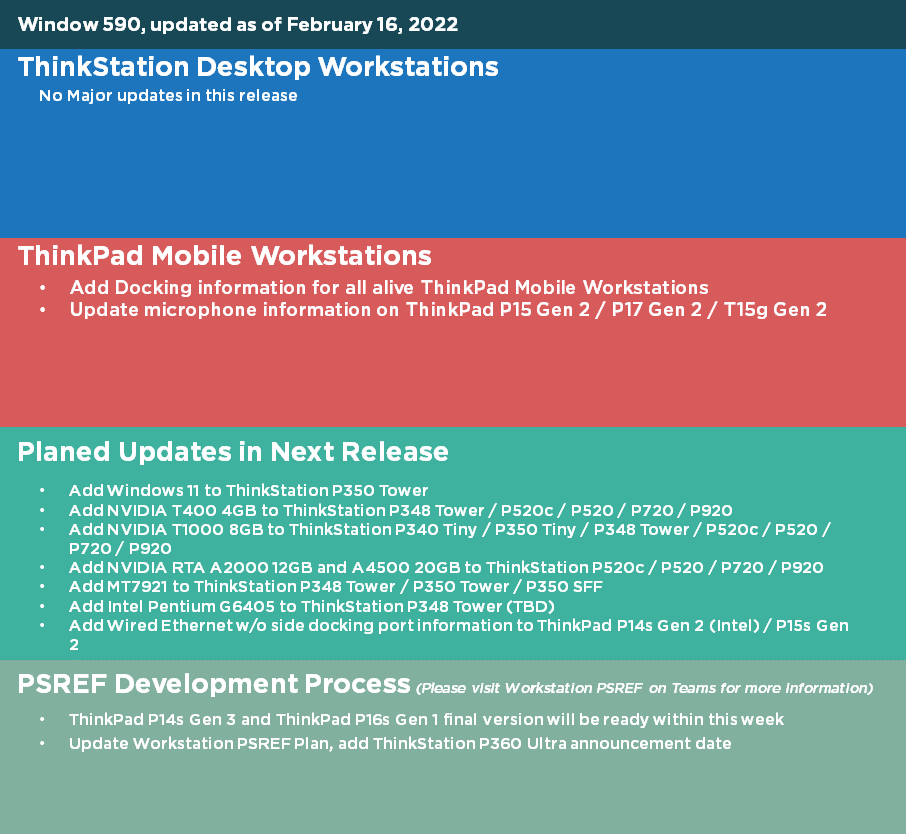 Window 590, updated as of February 16, 2022
ThinkStation Desktop Workstations
No Major updates in this release
ThinkPad Mobile Workstations
• Add Docking information for all alive ThinkPad Mobile Workstations
• Update microphone information on ThinkPad P15 Gen 2 / P17 Gen 2 / T15g Gen 2
Planed Updates in Next Release
• Add Windows 11 to ThinkStation P350 Tower
• Add NVIDIA T400 4GB to ThinkStation P348 Tower / P520c / P520 / P720 / P920
• Add NVIDIA T1000 8GB to ThinkStation P340 Tiny / P350 Tiny / P348 Tower / P520c / P520 /
P720 / P920
• Add NVIDIA RTA A2000 12GB and A4500 20GB to ThinkStation P520c / P520 / P720 / P920
• Add MT7921 to ThinkStation P348 Tower / P350 Tower / P350 SFF
• Add Intel Pentium G6405 to ThinkStation P348 Tower (TBD)
• Add Wired Ethernet w/o side docking port information to ThinkPad P14s Gen 2 (Intel) / P15s Gen
2
PSREF Development Process (Please visit Workstation PSREF on Teams for more information)
• ThinkPad P14s Gen 3 and ThinkPad P16s Gen 1 final version will be ready within this week
• Update Workstation PSREF Plan, add ThinkStation P360 Ultra announcement date